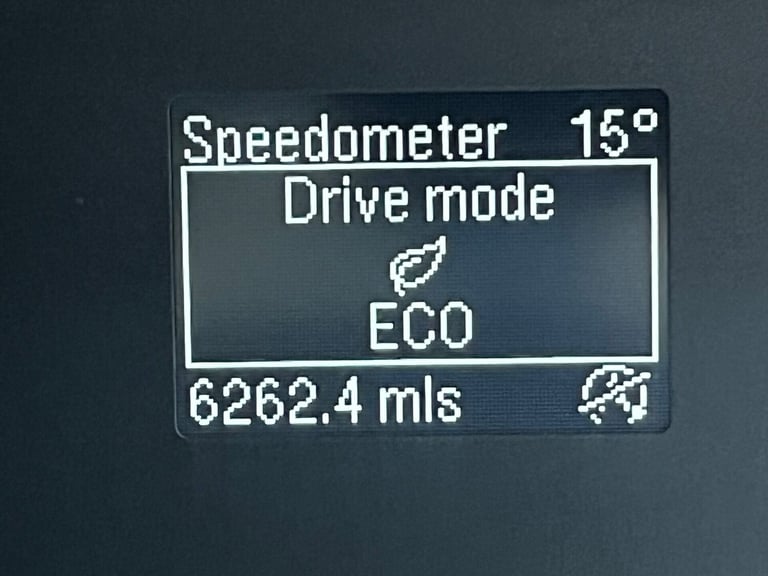 Speedometer 15°
Drive mode
ECO
6262.4 mls